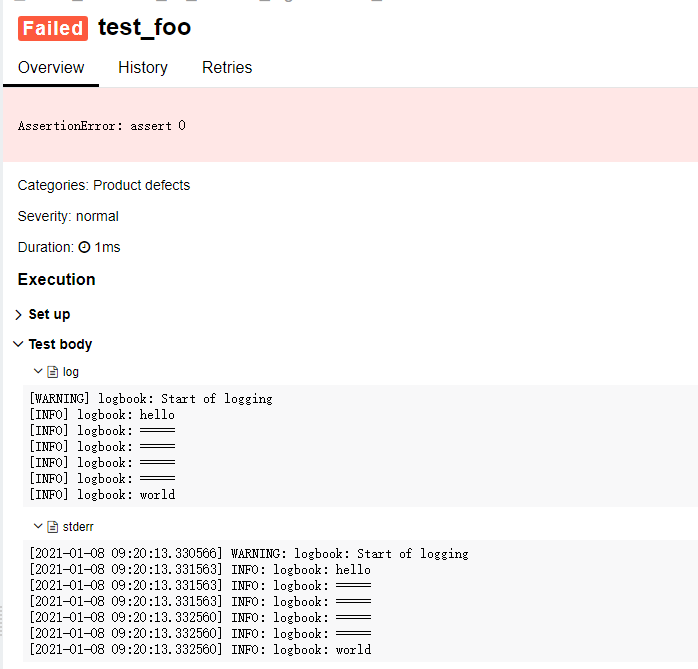 Failed test_foo
Overview History Retries
AssertionError: assert 0
Categories: Product defects
Severity: normal
Duration: 1ms
Execution
Set up
Test body
log
[WARNING] logbook: Start of logging
[INFO] logbook: hello
[INFO] logbook: =====
[INFO] logbook: =====
[INFO] logbook: =====
[INFO] logbook: =====
[INFO] logbook: world
stderr
[2021-01-08 09:20:13.330566] WARNING: logbook: Start of logging
[2021-01-08 09:20:13.331563] INFO: logbook: hello
[2021-01-08 09:20:13.331563] INFO: logbook: =====
[2021-01-08 09:20:13.331563] INFO: logbook: =====
[2021-01-08 09:20:13.332560] INFO: logbook: =====
[2021-01-08 09:20:13.332560] INFO: logbook: =====
[2021-01-08 09:20:13.332560] INFO: logbook: world